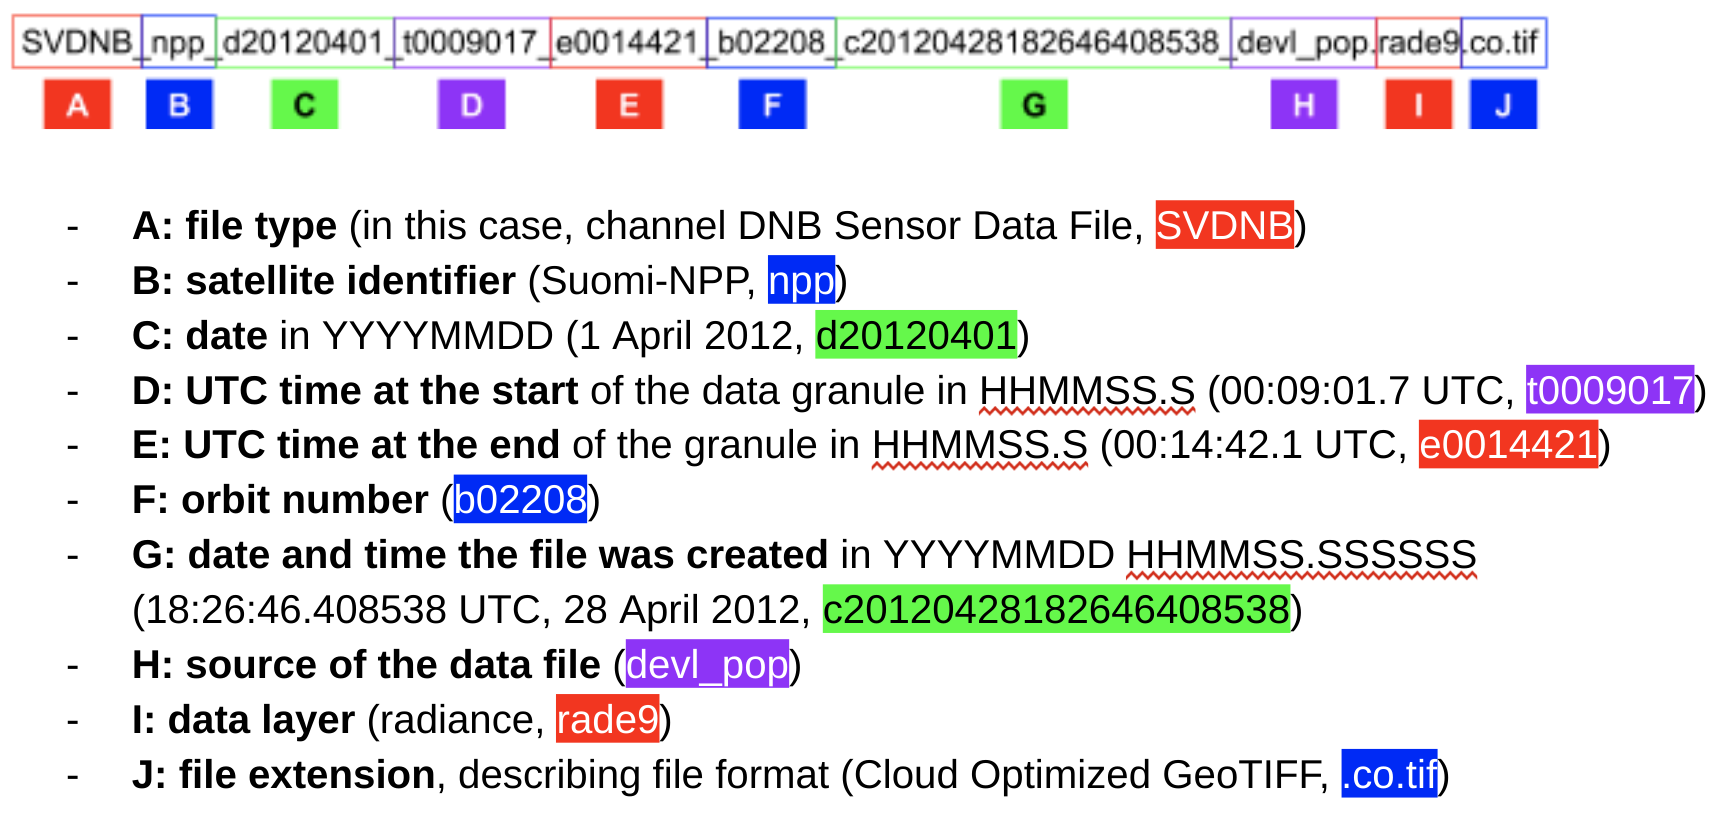 SVDNB_npp_d20120401_t0009017_e0014421_b02208_c20120428182646408538_devl_pop.rade9.co.tif
A B C D E F G H I J
- A: file type (in this case, channel DNB Sensor Data File, SVDNB)
- B: satellite identifier (Suomi-NPP, npp)
- C: date in YYYYMMDD (1 April 2012, d20120401)
- D: UTC time at the start of the data granule in HHMMSS.S (00:09:01.7 UTC, t0009017)
- E: UTC time at the end of the granule in HHMMSS.S (00:14:42.1 UTC, e0014421)
- F: orbit number (b02208)
- G: date and time the file was created in YYYYMMDD HHMMSS.SSSSSS
(18:26:46.408538 UTC, 28 April 2012, c20120428182646408538)
- H: source of the data file (devl_pop)
- I: data layer (radiance, rade9)
- J: file extension, describing file format (Cloud Optimized GeoTIFF, .co.tif)